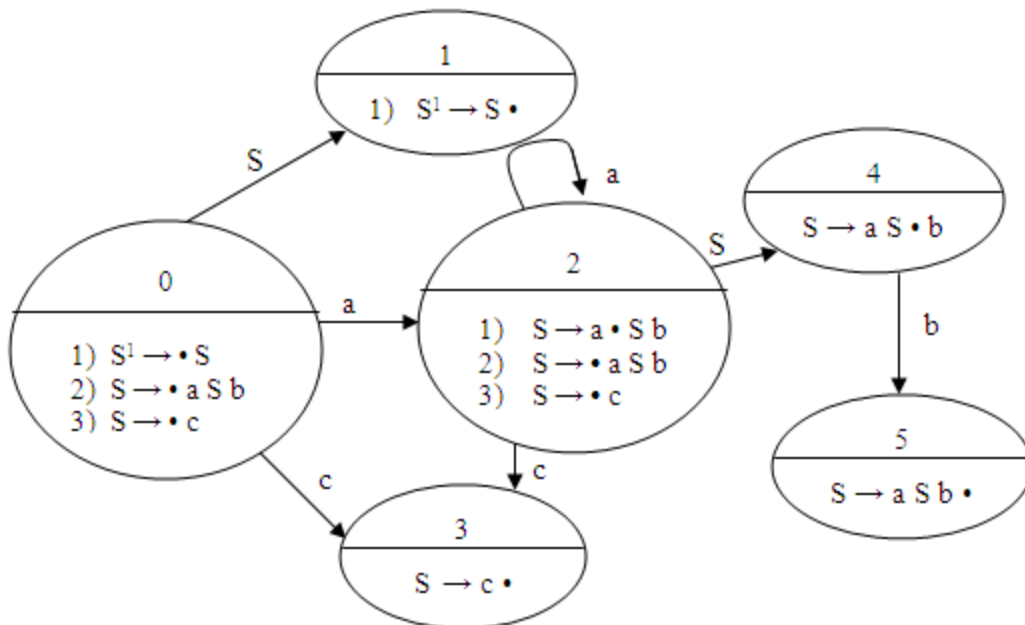 1
1) S¹ → S •
S
a
4
S → a S • b
S
0
1) S¹ → • S
2) S → • a S b
3) S → • c
a
2
1) S → a • S b
2) S → • a S b
3) S → • c
b
c
c
3
S → c •
5
S → a S b •